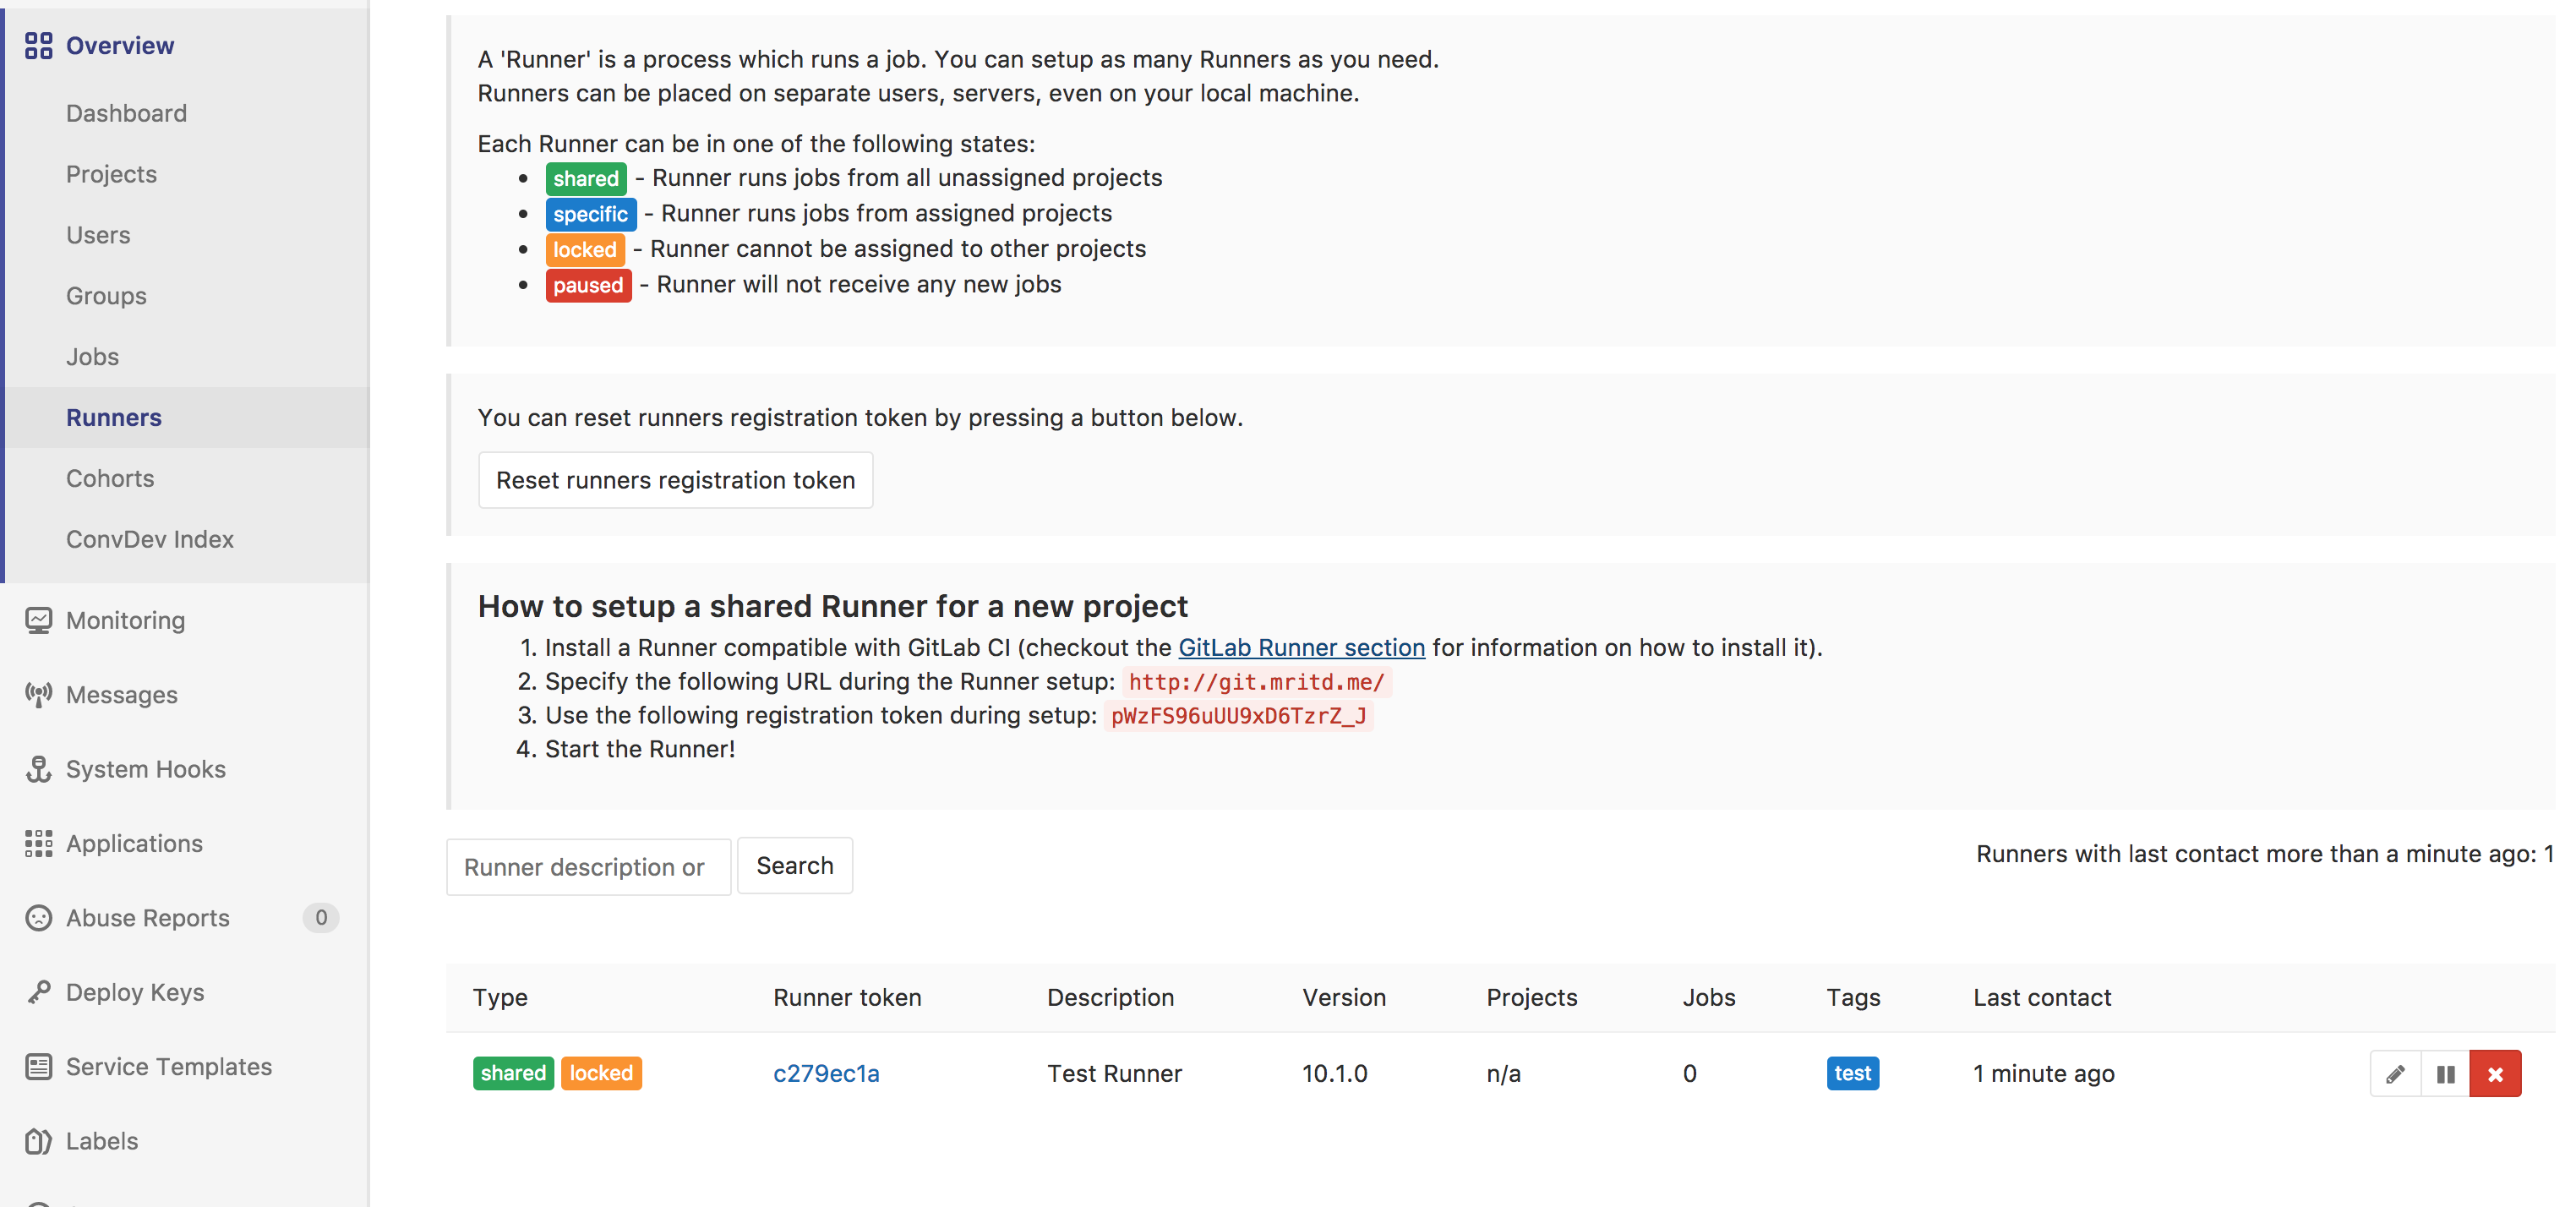 Overview
Dashboard
Projects
Users
Groups
Jobs
Runners
Cohorts
ConvDev Index
Monitoring
Messages
System Hooks
Applications
Abuse Reports 0
Deploy Keys
Service Templates
Labels
A 'Runner' is a process which runs a job. You can setup as many Runners as you need.
Runners can be placed on separate users, servers, even on your local machine.
Each Runner can be in one of the following states:
• shared - Runner runs jobs from all unassigned projects
• specific - Runner runs jobs from assigned projects
• locked - Runner cannot be assigned to other projects
• paused - Runner will not receive any new jobs
You can reset runners registration token by pressing a button below.
Reset runners registration token
How to setup a shared Runner for a new project
1. Install a Runner compatible with GitLab CI (checkout the GitLab Runner section for information on how to install it).
2. Specify the following URL during the Runner setup: http://git.mritd.me/
3. Use the following registration token during setup: pWzFS96uUU9xD6TzrZ_J
4. Start the Runner!
Runner description or Search Runners with last contact more than a minute ago: 1
Type Runner token Description Version Projects Jobs Tags Last contact
shared locked c279ec1a Test Runner 10.1.0 n/a 0 test 1 minute ago